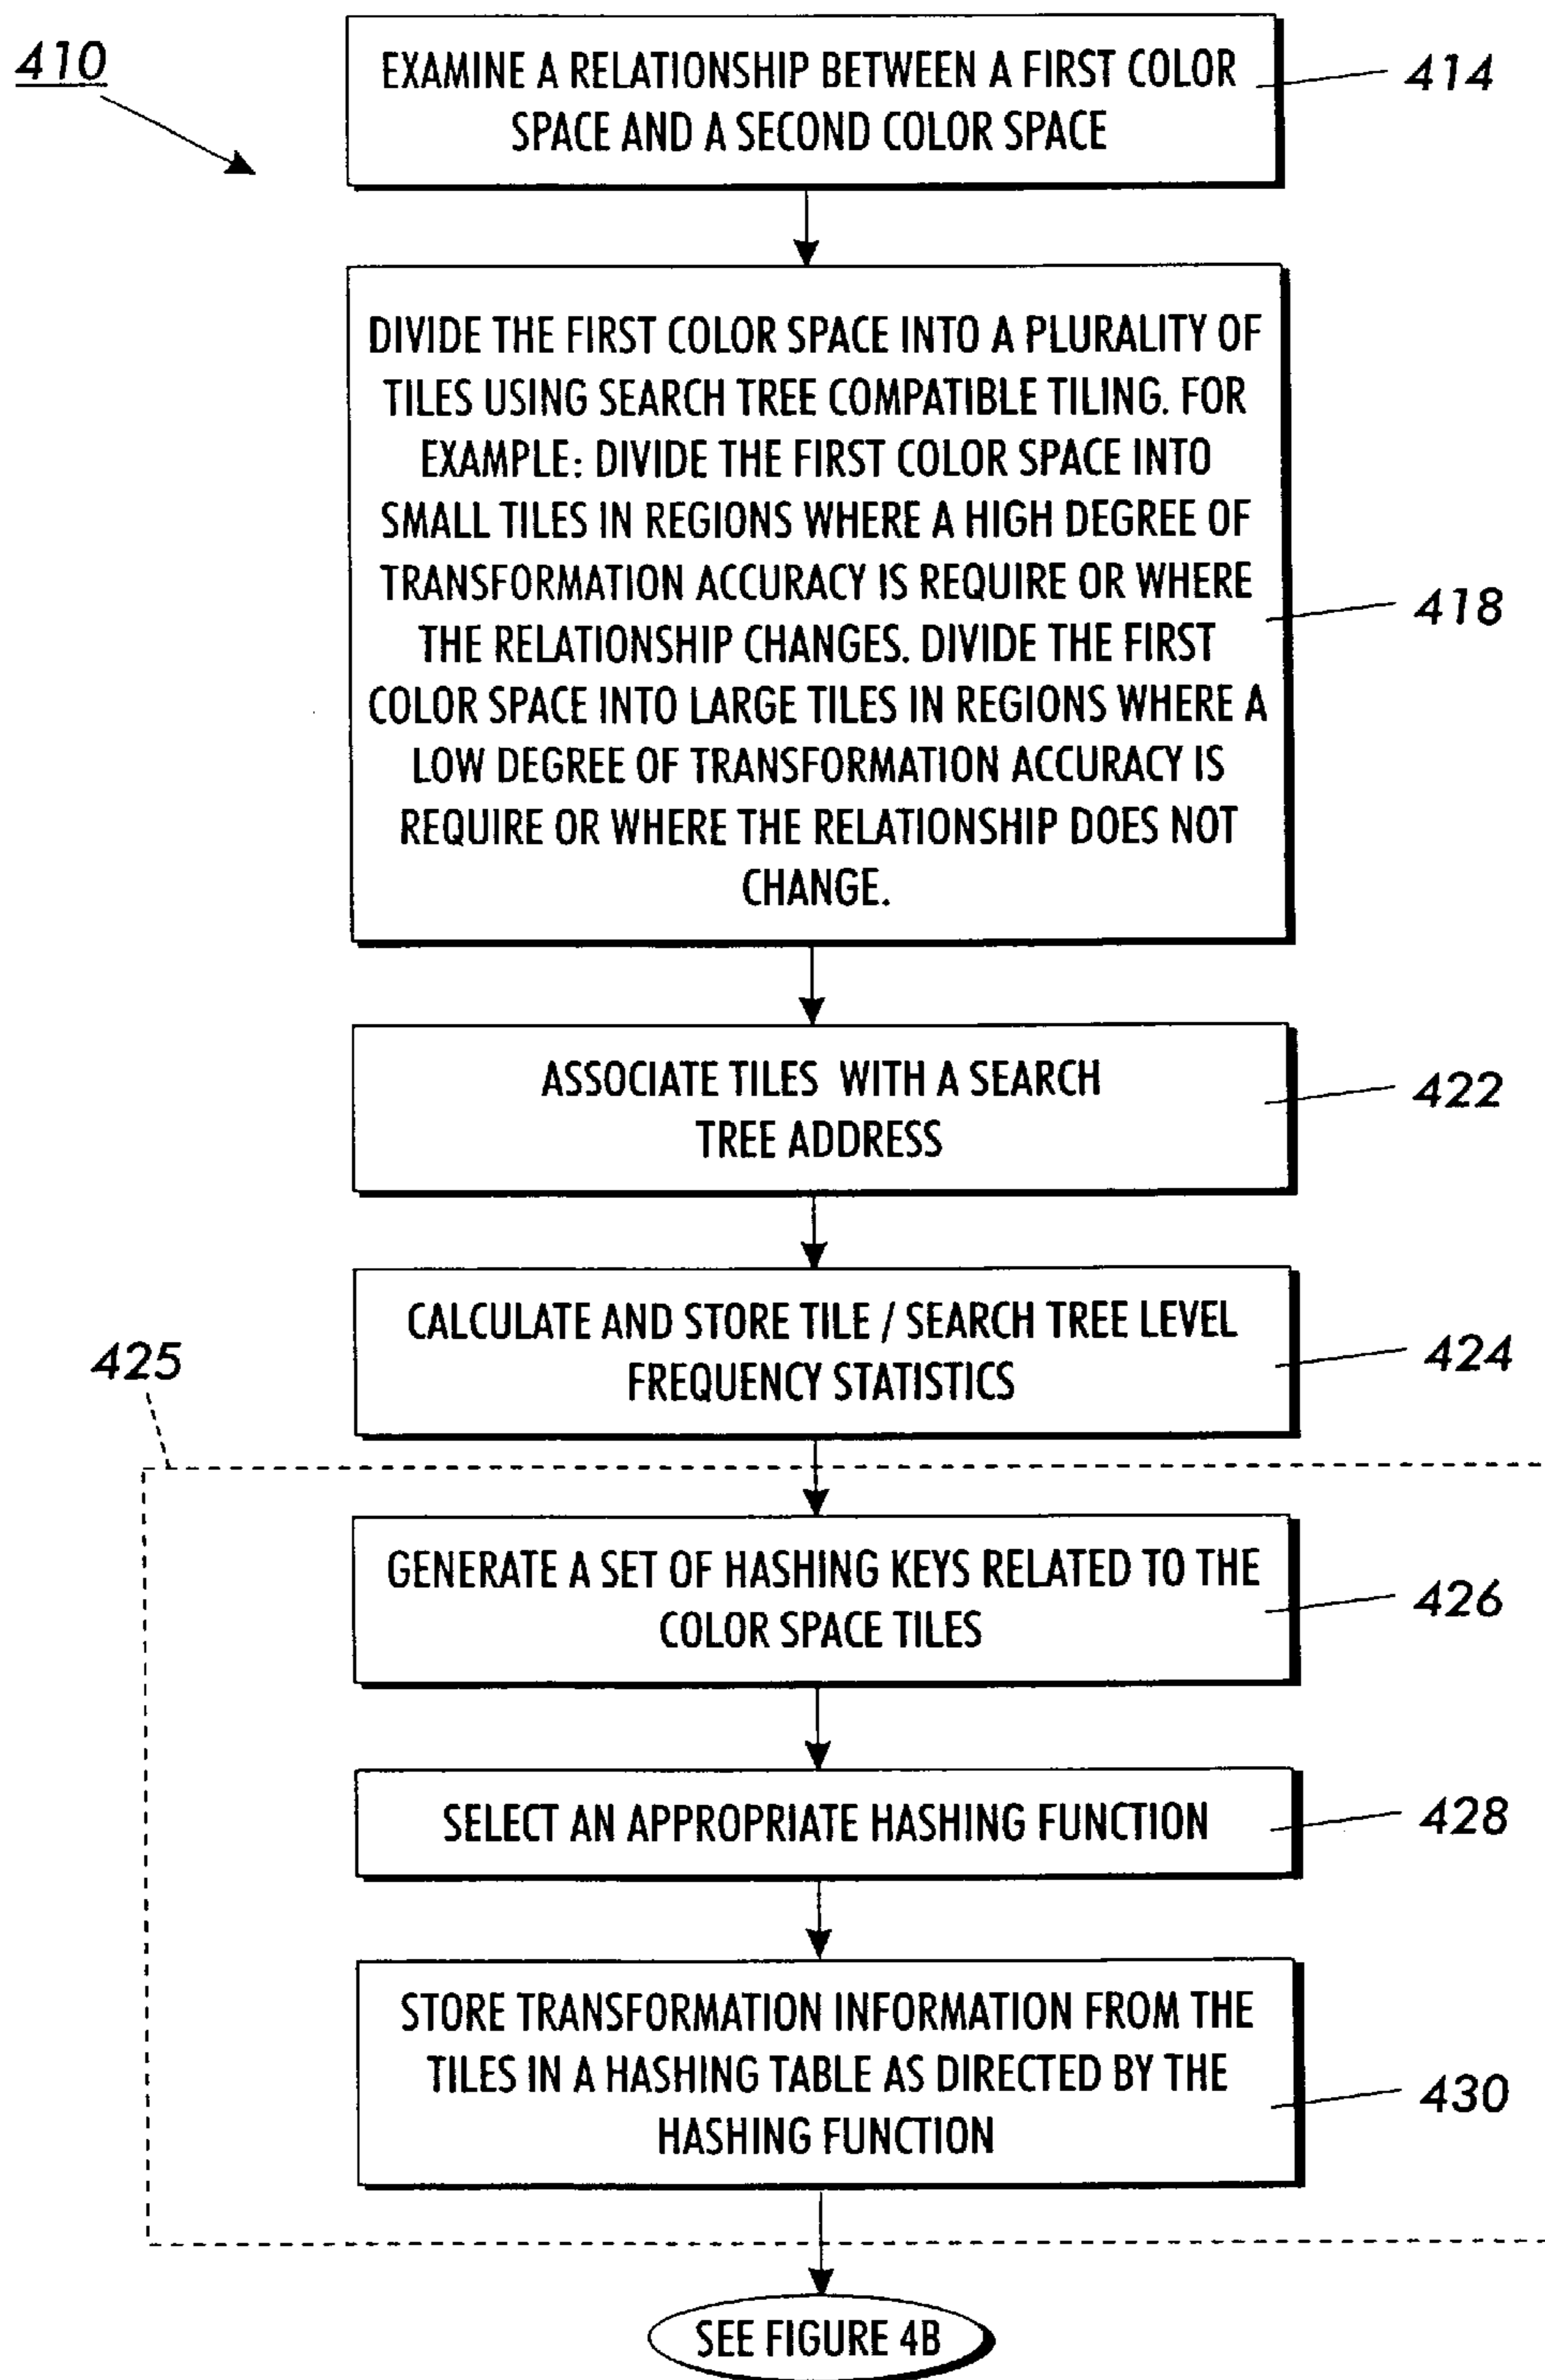 410
EXAMINE A RELATIONSHIP BETWEEN A FIRST COLOR
SPACE AND A SECOND COLOR SPACE
414
DIVIDE THE FIRST COLOR SPACE INTO A PLURALITY OF
TILES USING SEARCH TREE COMPATIBLE TILING. FOR
EXAMPLE: DIVIDE THE FIRST COLOR SPACE INTO
SMALL TILES IN REGIONS WHERE A HIGH DEGREE OF
TRANSFORMATION ACCURACY IS REQUIRE OR WHERE
THE RELATIONSHIP CHANGES. DIVIDE THE FIRST
COLOR SPACE INTO LARGE TILES IN REGIONS WHERE A
LOW DEGREE OF TRANSFORMATION ACCURACY IS
REQUIRE OR WHERE THE RELATIONSHIP DOES NOT
CHANGE.
418
ASSOCIATE TILES WITH A SEARCH
TREE ADDRESS
422
CALCULATE AND STORE TILE / SEARCH TREE LEVEL
FREQUENCY STATISTICS
424
425
GENERATE A SET OF HASHING KEYS RELATED TO THE
COLOR SPACE TILES
426
SELECT AN APPROPRIATE HASHING FUNCTION
428
STORE TRANSFORMATION INFORMATION FROM THE
TILES IN A HASHING TABLE AS DIRECTED BY THE
HASHING FUNCTION
430
SEE FIGURE 4B